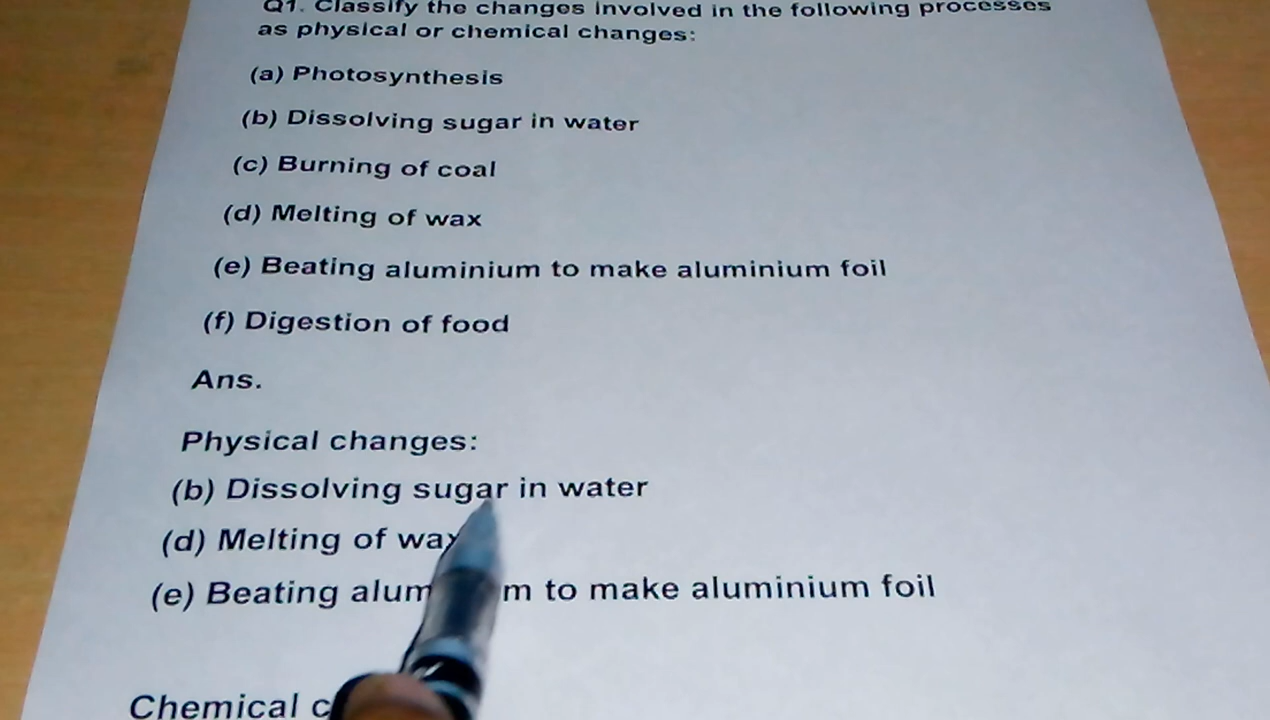 Q1. Classify the changes involved in the following processes
as physical or chemical changes:
(a) Photosynthesis
(b) Dissolving sugar in water
(c) Burning of coal
(d) Melting of wax
(e) Beating aluminium to make aluminium foil
(f) Digestion of food
Ans.
Physical changes:
(b) Dissolving sugar in water
(d) Melting of wax
(e) Beating alum m to make aluminium foil
Chemical c